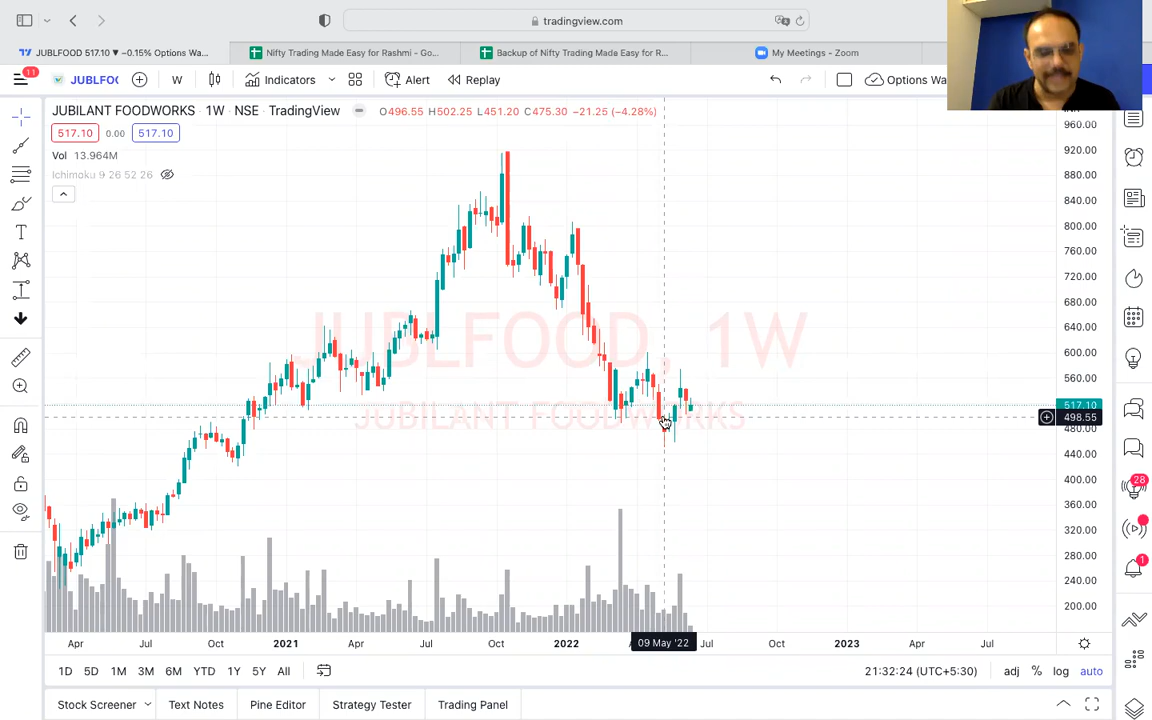 tradingview.com
JUBLFOOD 517.10 ▼ −0.15% Options Wa...
Nifty Trading Made Easy for Rashmi - Go...
Backup of Nifty Trading Made Easy for R...
My Meetings - Zoom
11
JUBLFO
W
Indicators
Alert
Replay
Options Wa
JUBILANT FOODWORKS · 1W · NSE · TradingView
O496.55 H502.25 L451.20 C475.30 −21.25 (−4.28%)
517.10 0.00 517.10
Vol 13.964M
Ichimoku 9 26 52 26
JUBLFOOD, 1W
JUBILANT FOODWORKS
960.00
920.00
880.00
840.00
800.00
760.00
720.00
680.00
640.00
600.00
560.00
517.10
498.55
480.00
440.00
400.00
360.00
320.00
280.00
240.00
200.00
28
1
Apr Jul Oct 2021 Apr Jul Oct 2022 09 May '22 Jul Oct 2023 Apr Jul
1D 5D 1M 3M 6M YTD 1Y 5Y All
21:32:24 (UTC+5:30) adj % log auto
Stock Screener Text Notes Pine Editor Strategy Tester Trading Panel